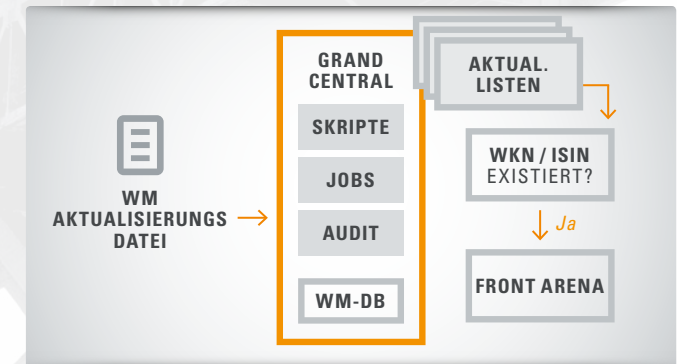 WM
AKTUALISIERUNGS
DATEI
GRAND
CENTRAL
SKRIPTE
JOBS
AUDIT
WM-DB
AKTUAL.
LISTEN
WKN / ISIN
EXISTIERT?
Ja
FRONT ARENA